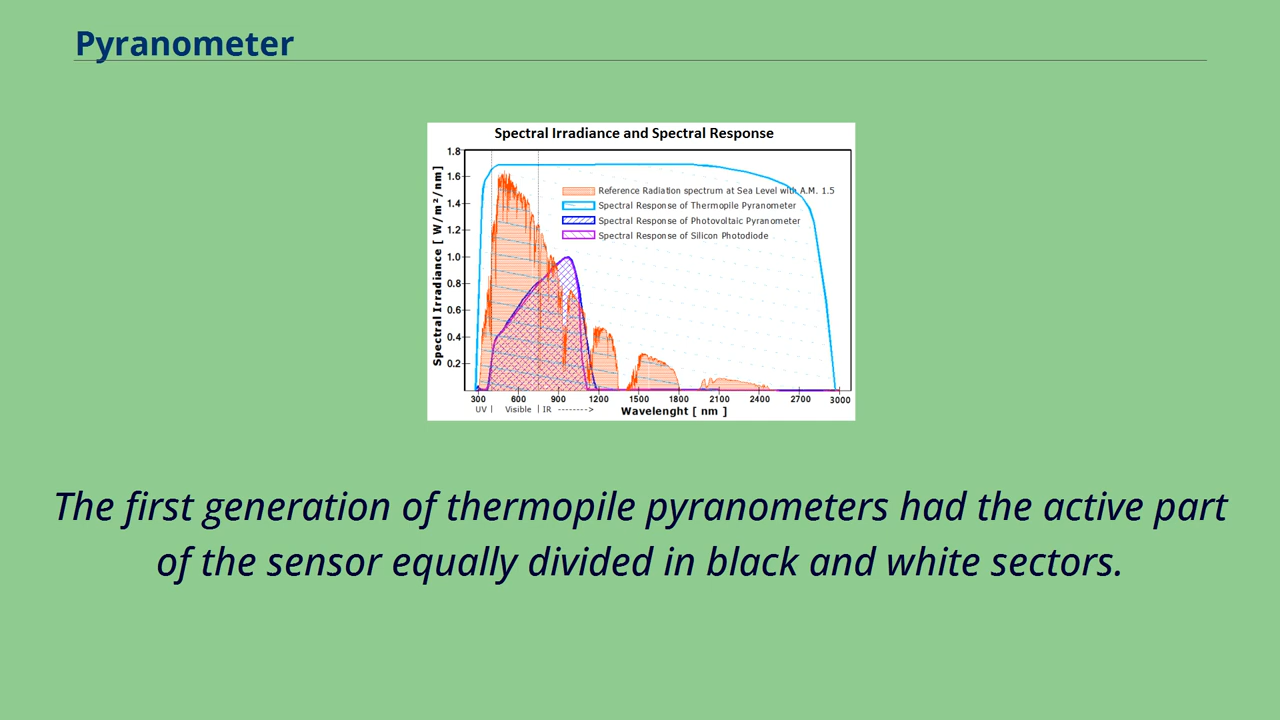 Pyranometer
Spectral Irradiance and Spectral Response
Spectral Irradiance [ W/m²/nm]
1.8
1.6
1.4
1.2
1.0
0.8
0.6
0.4
0.2
Reference Radiation spectrum at Sea Level with A.M. 1.5
Spectral Response of Thermopile Pyranometer
Spectral Response of Photovoltaic Pyranometer
Spectral Response of Silicon Photodiode
300 600 900 1200 1500 1800 2100 2400 2700 3000
UV | Visible | IR -------->
Wavelenght [ nm ]
The first generation of thermopile pyranometers had the active part
of the sensor equally divided in black and white sectors.